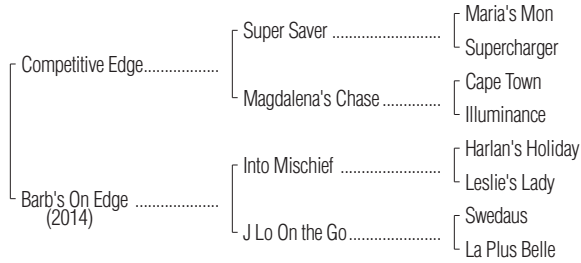 Maria's Mon
Super Saver ......................
Supercharger
Competitive Edge...................
Cape Town
Magdalena's Chase ..............
Illuminance
Harlan's Holiday
Into Mischief ......................
Leslie's Lady
Barb's On Edge .....................
(2014)
Swedaus
J Lo On the Go.....................
La Plus Belle